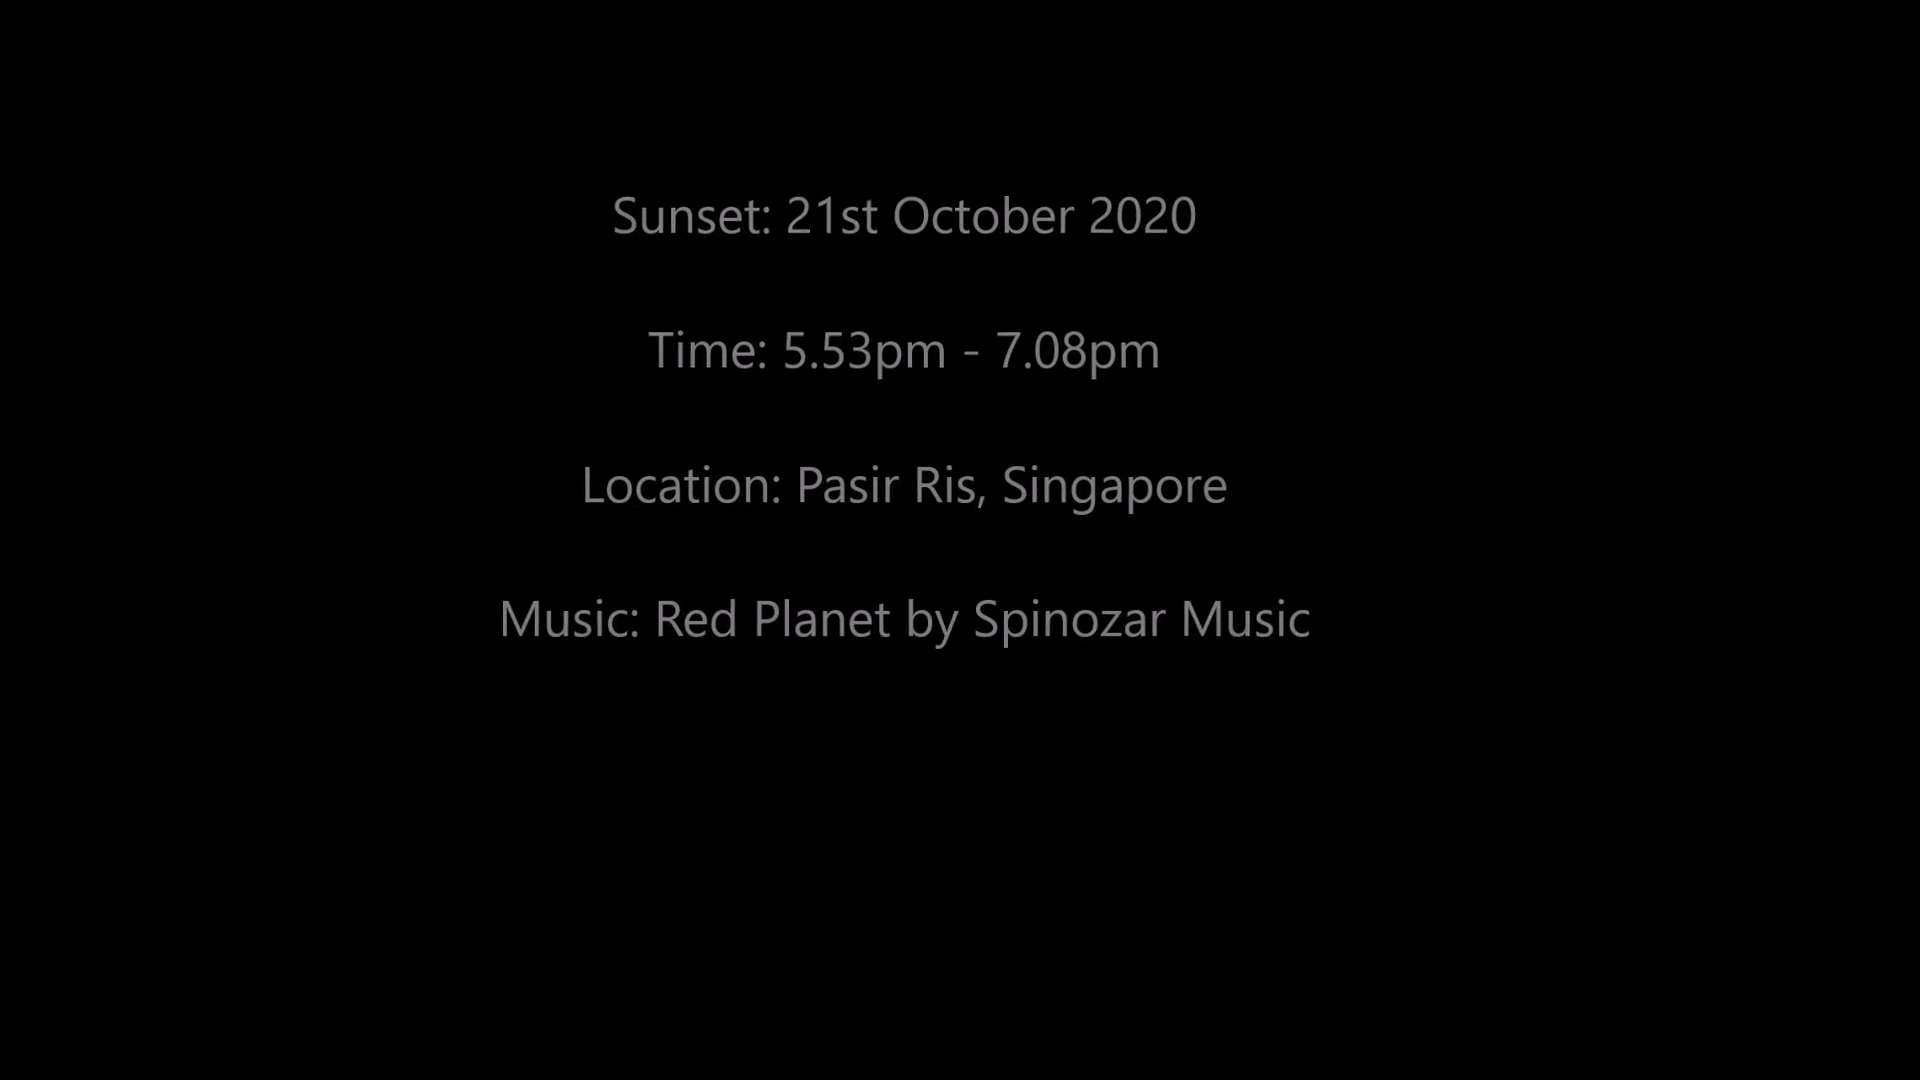 Sunset: 21st October 2020
Time: 5.53pm - 7.08pm
Location: Pasir Ris, Singapore
Music: Red Planet by Spinozar Music